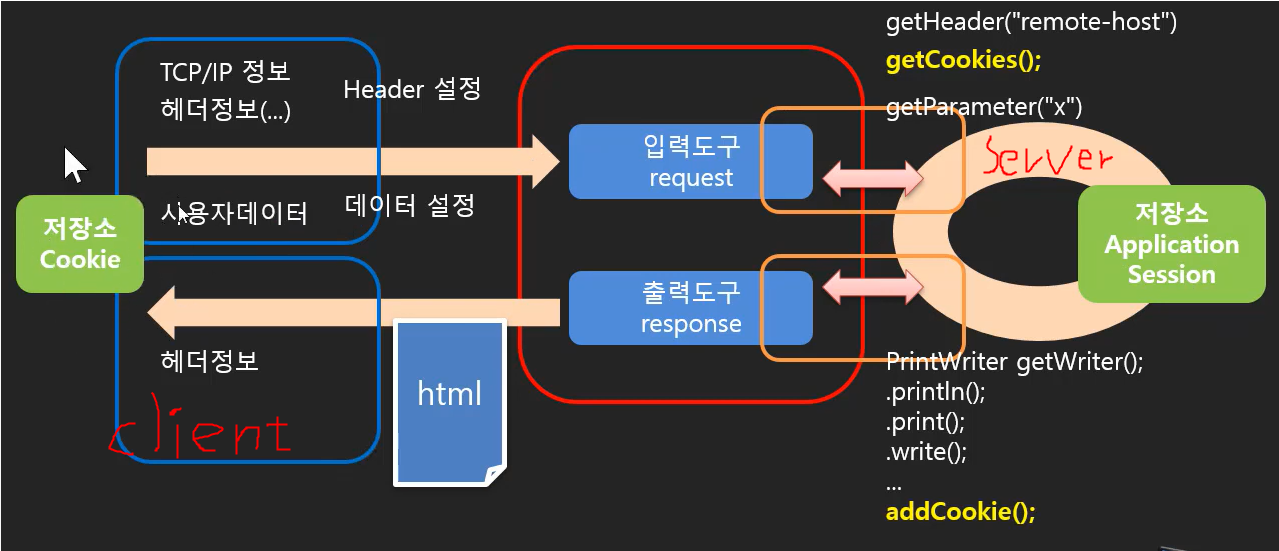 getHeader("remote-host")
getCookies();
getParameter("x")
TCP/IP 정보
헤더정보(...)
Header 설정
입력도구
request
server
사용자데이터
데이터 설정
저장소
Cookie
저장소
Application
Session
출력도구
response
헤더정보
html
client
PrintWriter getWriter();
.println();
.print();
.write();
...
addCookie();